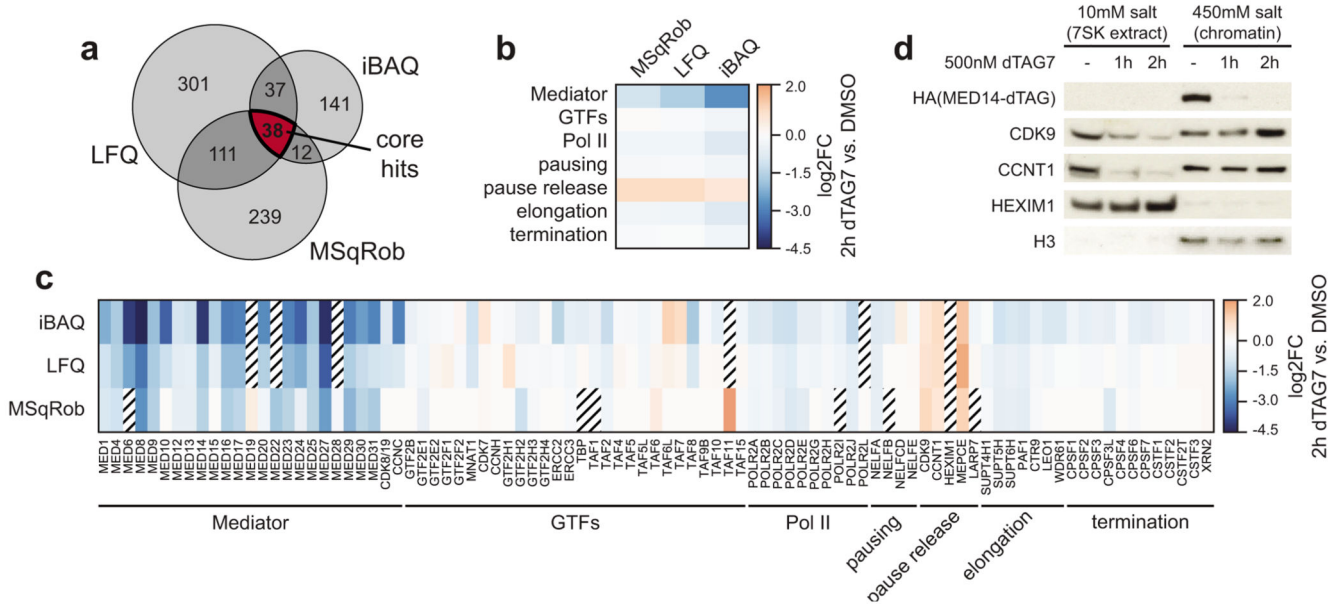 a
301
37
iBAQ
141
38
core
hits
LFQ
111
12
239
MSqRob
b
MSqRob
LFQ
iBAQ
Mediator
GTFs
Pol II
pausing
pause release
elongation
termination
2.0
0.0
-1.5
-3.0
-4.5
log2FC
2h dTAG7 vs. DMSO
d
10mM salt
(7SK extract)
450mM salt
(chromatin)
500nM dTAG7
- 1h 2h - 1h 2h
HA(MED14-dTAG)
CDK9
CCNT1
HEXIM1
H3
c
iBAQ
LFQ
MSqRob
2.0
0.0
-1.5
-3.0
-4.5
log2FC
2h dTAG7 vs. DMSO
MED1
MED4
MED6
MED8
MED9
MED10
MED12
MED13
MED14
MED15
MED16
MED17
MED19
MED20
MED22
MED23
MED24
MED25
MED27
MED28
MED29
MED30
MED31
CDK8/19
CCNC
GTF2B
GTF2E1
GTF2E2
GTF2F1
GTF2F2
MNAT1
CDK7
CCNH
GTF2H1
GTF2H2
GTF2H3
GTF2H4
ERCC2
ERCC3
TBP
TAF1
TAF2
TAF4
TAF5
TAF5L
TAF6
TAF6L
TAF7
TAF8
TAF9B
TAF10
TAF11
TAF15
POLR2A
POLR2B
POLR2C
POLR2D
POLR2E
POLR2G
POLR2H
POLR2I
POLR2J
POLR2L
NELFA
NELFB
NELFCD
NELFE
CDK9
CCNT1
HEXIM1
MEPCE
LARP7
SUPT4H1
SUPT5H
SUPT6H
PAF1
CTR9
LEO1
WDR61
CPSF1
CPSF2
CPSF3
CPSF3L
CPSF4
CPSF6
CPSF7
CSTF1
CSTF2
CSTF2T
CSTF3
XRN2
Mediator
GTFs
Pol II
pausing
pause release
elongation
termination